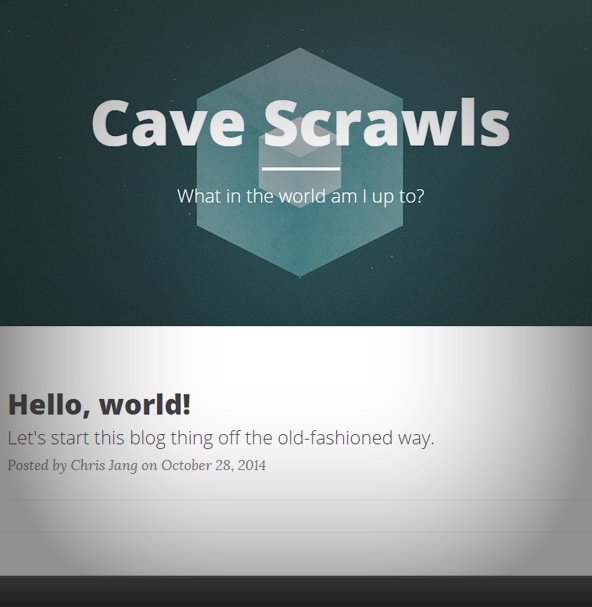 Cave Scrawls
What in the world am I up to?
Hello, world!
Let's start this blog thing off the old-fashioned way.
Posted by Chris Jang on October 28, 2014